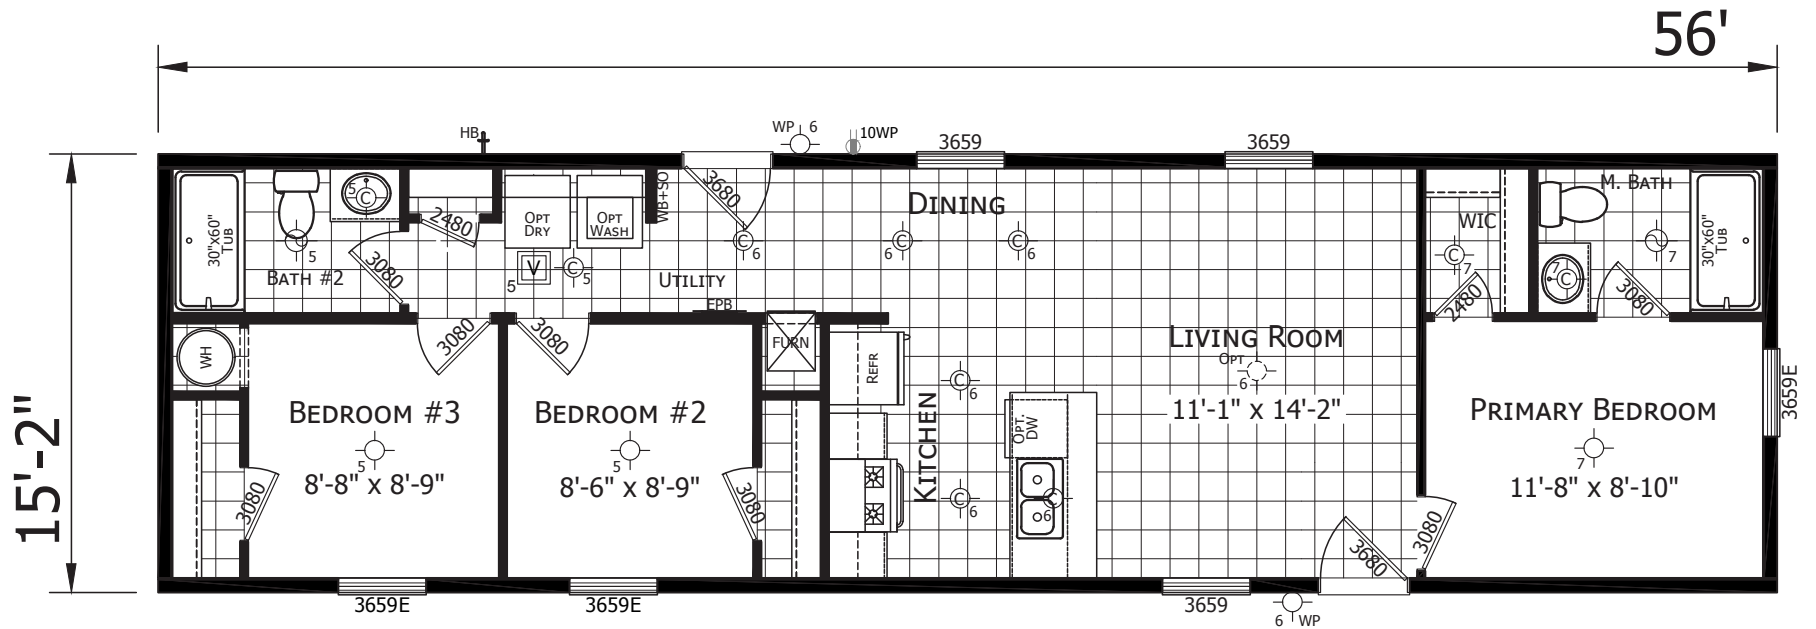 56'
15'-2"
HB
WP 6
10WP
3659
3659
30"x60"
TUB
5
C
5
BATH #2
3080
2480
OPT
DRY
OPT
WASH
WB+SO
V
5
C
5
UTILITY
EPB
3680
C
6
DINING
6
C
C
6
WIC
C
7
2480
M. BATH
7
C
7
3080
30"x60"
TUB
WH
3080
3080
FURN
REFR
BEDROOM #3
5
8'-8" x 8'-9"
3080
BEDROOM #2
5
8'-6" x 8'-9"
3080
KITCHEN
C
6
C
6
OPT.
DW.
C
6
LIVING ROOM
OPT
6
11'-1" x 14'-2"
PRIMARY BEDROOM
7
11'-8" x 8'-10"
3659E
3080
3680
3659E
3659E
3659
6 WP